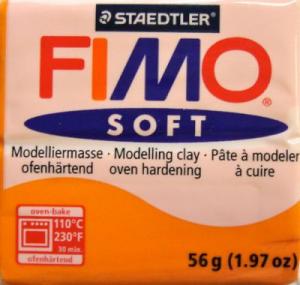 STAEDTLER®
FIMO®
SOFT
Modelliermasse · Modelling clay · Pâte à modeler
ofenhärtend oven hardening à cuire
oven-bake
110°C
230°F
30 min.
ofenhärtend
56 g (1.97 oz)